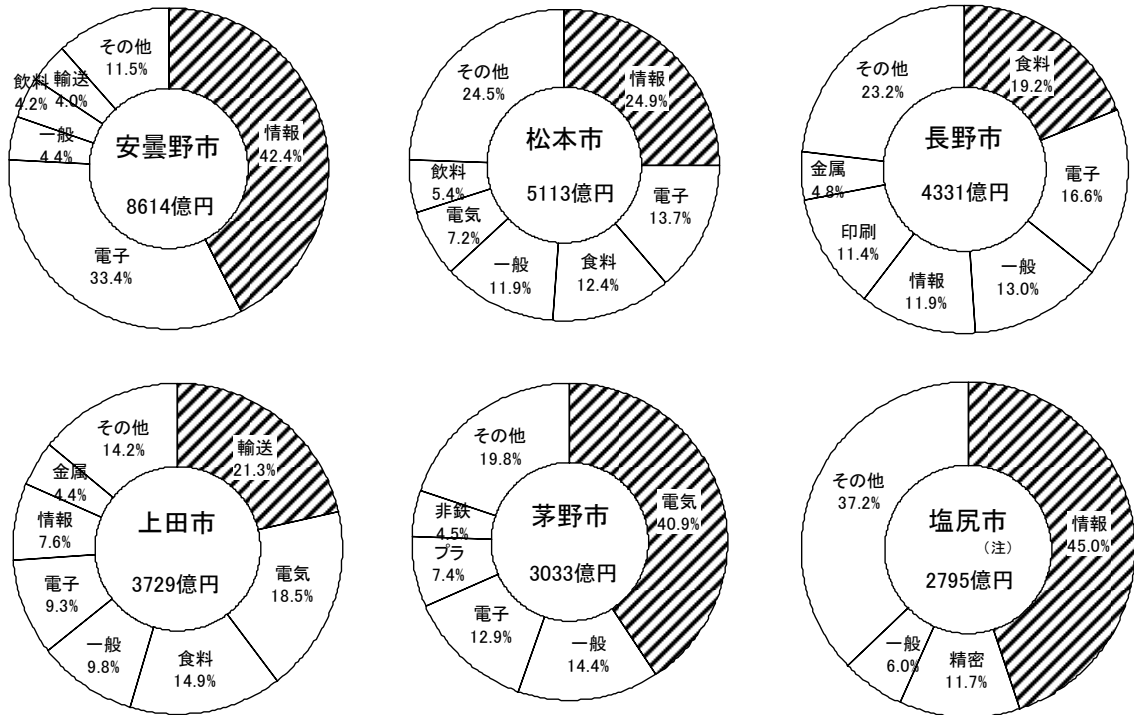 その他
11.5%
情報
42.4%
電子
33.4%
一般
4.4%
飲料
4.2%
輸送
4.0%
安曇野市
8614億円
その他
24.5%
情報
24.9%
電子
13.7%
食料
12.4%
一般
11.9%
電気
7.2%
飲料
5.4%
松本市
5113億円
その他
23.2%
食料
19.2%
電子
16.6%
一般
13.0%
情報
11.9%
印刷
11.4%
金属
4.8%
長野市
4331億円
その他
14.2%
輸送
21.3%
電気
18.5%
食料
14.9%
一般
9.8%
電子
9.3%
情報
7.6%
金属
4.4%
上田市
3729億円
その他
19.8%
電気
40.9%
一般
14.4%
電子
12.9%
プラ
7.4%
非鉄
4.5%
茅野市
3033億円
その他
37.2%
情報
45.0%
精密
11.7%
一般
6.0%
塩尻市
(注)
2795億円